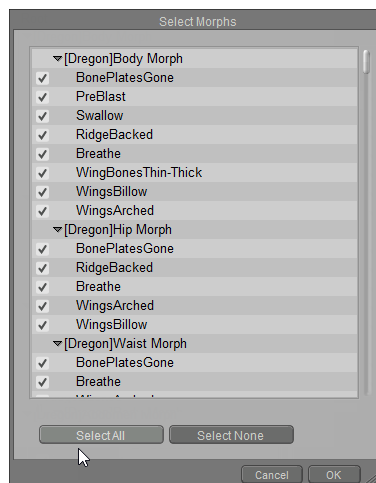 Select Morphs
[Dregon]Body Morph
BonePlatesGone
PreBlast
Swallow
RidgeBacked
Breathe
WingBonesThin-Thick
WingsBillow
WingsArched
[Dregon]Hip Morph
BonePlatesGone
RidgeBacked
Breathe
WingsArched
WingsBillow
[Dregon]Waist Morph
BonePlatesGone
Breathe
Select All Select None
Cancel OK